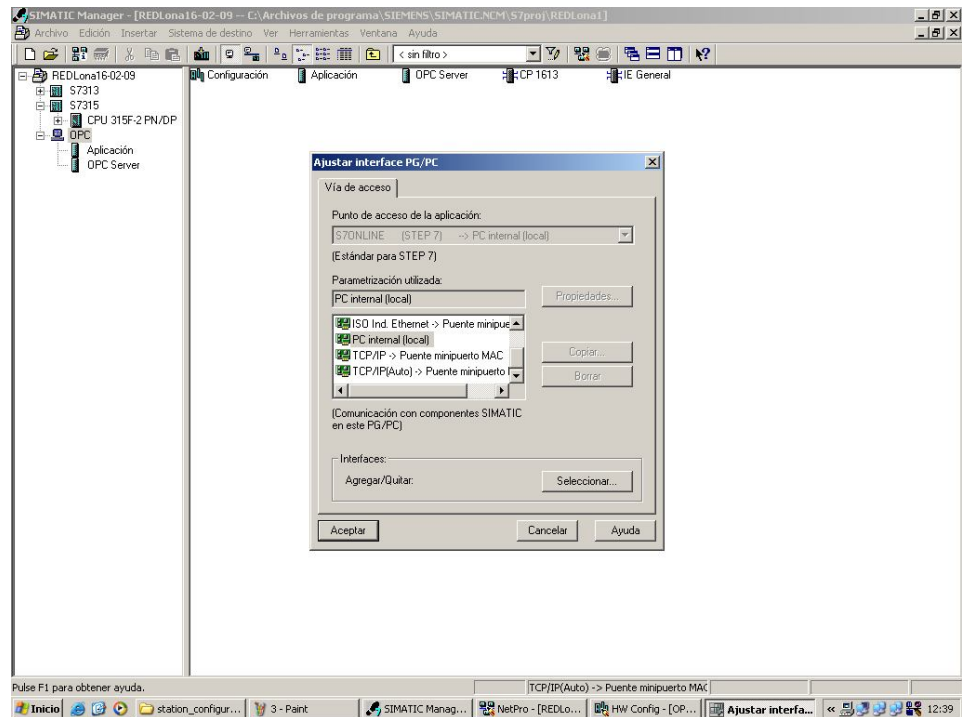 SIMATIC Manager - [REDLona16-02-09 -- C:\Archivos de programa\SIEMENS\SIMATIC.NCM\S7proj\REDLona1]
Archivo Edición Insertar Sistema de destino Ver Herramientas Ventana Ayuda
< sin filtro >
REDLona16-02-09
S7313
S7315
CPU 315F-2 PN/DP
OPC
Aplicación
OPC Server
Configuración Aplicación OPC Server CP 1613 IE General
Ajustar interface PG/PC
Vía de acceso
Punto de acceso de la aplicación:
S7ONLINE (STEP 7) --> PC internal (local)
(Estándar para STEP 7)
Parametrización utilizada:
PC internal (local)
Propiedades...
ISO Ind. Ethernet -> Puente minipue
PC internal (local)
TCP/IP -> Puente minipuerto MAC
TCP/IP(Auto) -> Puente minipuerto
Copiar...
Borrar
(Comunicación con componentes SIMATIC
en este PG/PC)
Interfaces:
Agregar/Quitar:
Seleccionar...
Aceptar Cancelar Ayuda
Pulse F1 para obtener ayuda.
TCP/IP(Auto) -> Puente minipuerto MAC
Inicio station_configur... 3 - Paint SIMATIC Manag... NetPro - [REDLo... HW Config - [OP... Ajustar interfa... « 12:39